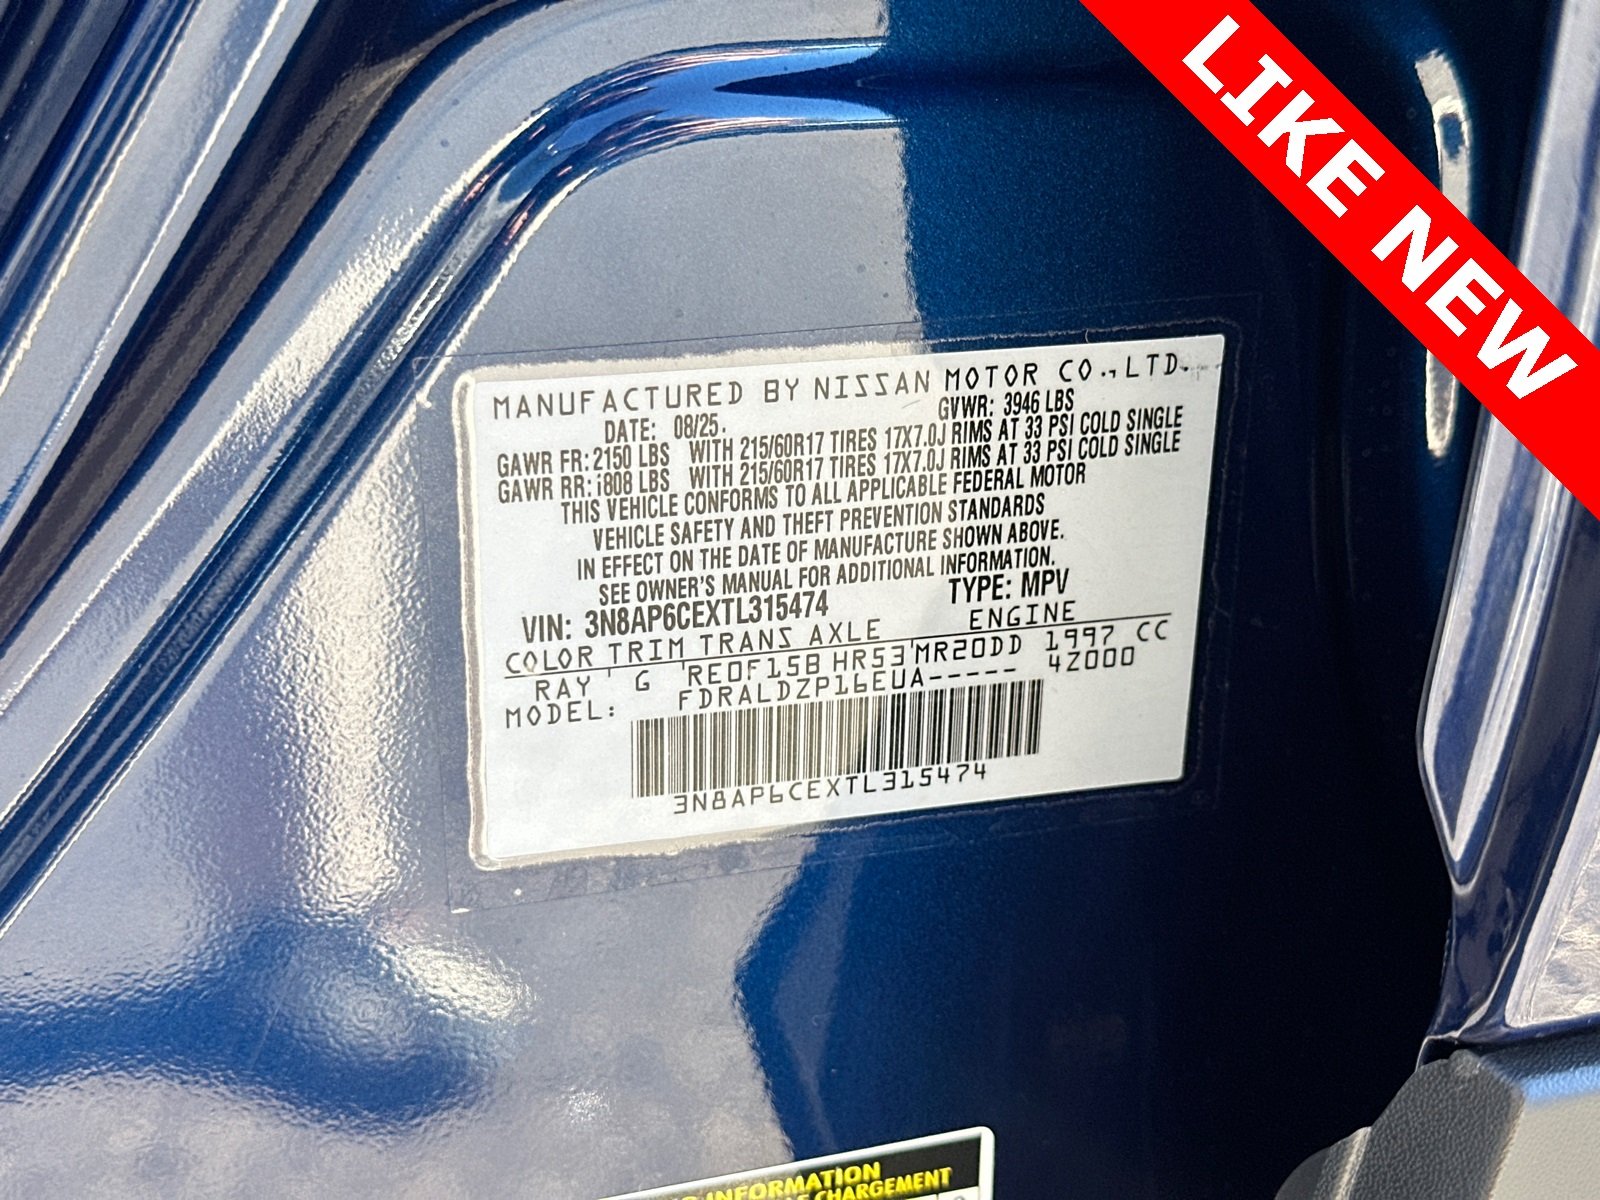 LIKE NEW
MANUFACTURED BY NISSAN MOTOR CO., LTD.
DATE: 08/25. GVWR: 3946 LBS
GAWR FR: 2150 LBS WITH 215/60R17 TIRES 17X7.0J RIMS AT 33 PSI COLD SINGLE
GAWR RR: 1808 LBS WITH 215/60R17 TIRES 17X7.0J RIMS AT 33 PSI COLD SINGLE
THIS VEHICLE CONFORMS TO ALL APPLICABLE FEDERAL MOTOR
VEHICLE SAFETY AND THEFT PREVENTION STANDARDS
IN EFFECT ON THE DATE OF MANUFACTURE SHOWN ABOVE.
SEE OWNER'S MANUAL FOR ADDITIONAL INFORMATION.
VIN: 3N8AP6CEXTL315474 TYPE: MPV
COLOR TRIM TRANS AXLE ENGINE
RAY G RE0F15B HR53 MR20DD 1997 CC
MODEL: FDRALDZP16EUA----- 4Z000
3N8AP6CEXTL315474
INFORMATION
CHARGEMENT